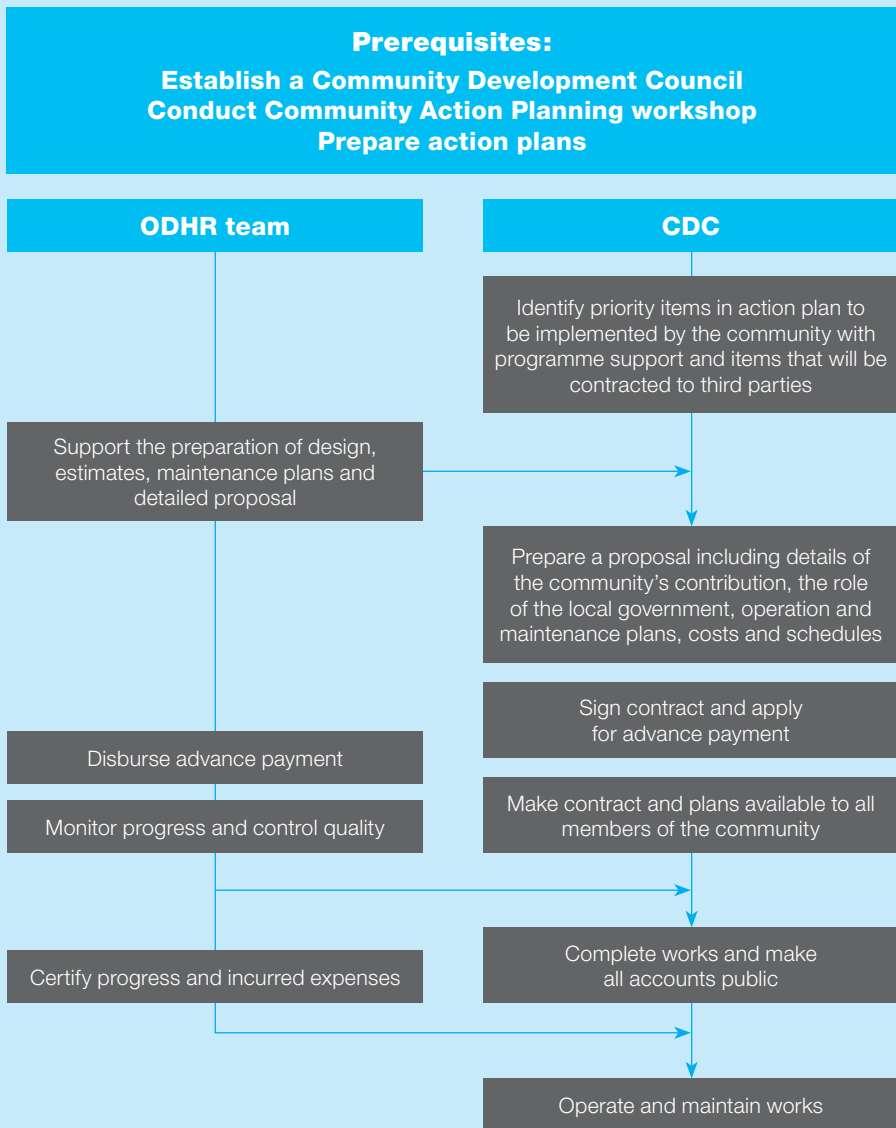 Prerequisites:
Establish a Community Development Council
Conduct Community Action Planning workshop
Prepare action plans
ODHR team
CDC
Identify priority items in action plan to
be implemented by the community with
programme support and items that will be
contracted to third parties
Support the preparation of design,
estimates, maintenance plans and
detailed proposal
Prepare a proposal including details of
the community’s contribution, the role
of the local government, operation and
maintenance plans, costs and schedules
Sign contract and apply
for advance payment
Disburse advance payment
Make contract and plans available to all
members of the community
Monitor progress and control quality
Complete works and make
all accounts public
Certify progress and incurred expenses
Operate and maintain works